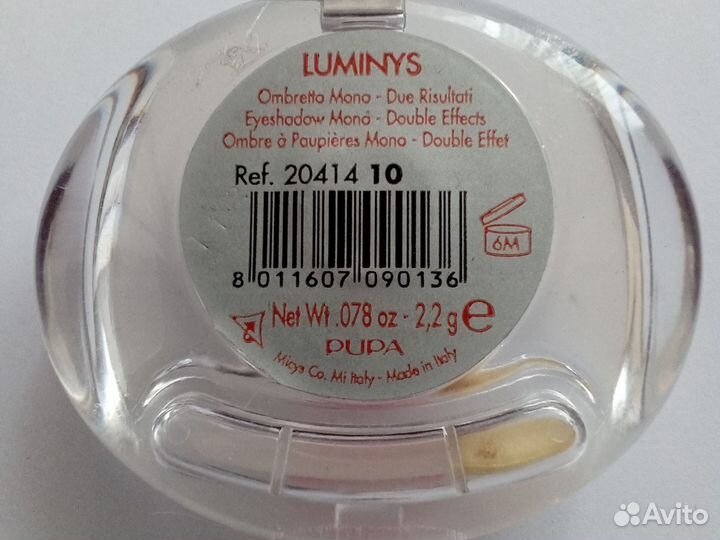 LUMINYS
Ombretto Mono - Due Risultati
Eyeshadow Mono - Double Effects
Ombre à Paupières Mono - Double Effet
Ref. 20414 10
6M
8 011607 090136
Net Wt .078 oz - 2,2 g e
PUPA
Micys Co. Mi Italy - Made in Italy
Avito